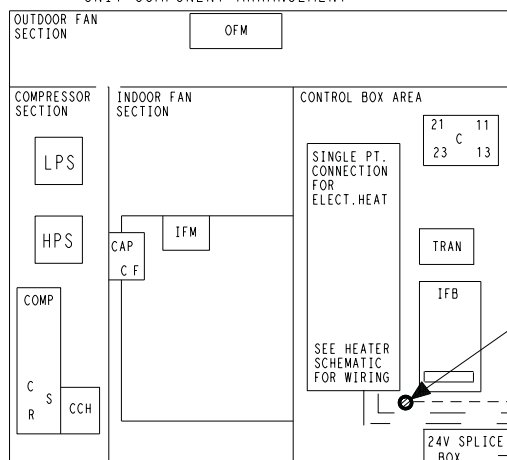 OUTDOOR FAN
SECTION
OFM
COMPRESSOR
SECTION
LPS
HPS
COMP
C
S
R
CCH
INDOOR FAN
SECTION
CAP
C F
IFM
CONTROL BOX AREA
SINGLE PT.
CONNECTION
FOR
ELECT.HEAT
SEE HEATER
SCHEMATIC
FOR WIRING
21 11
C
23 13
TRAN
IFB
24V SPLICE
BOX